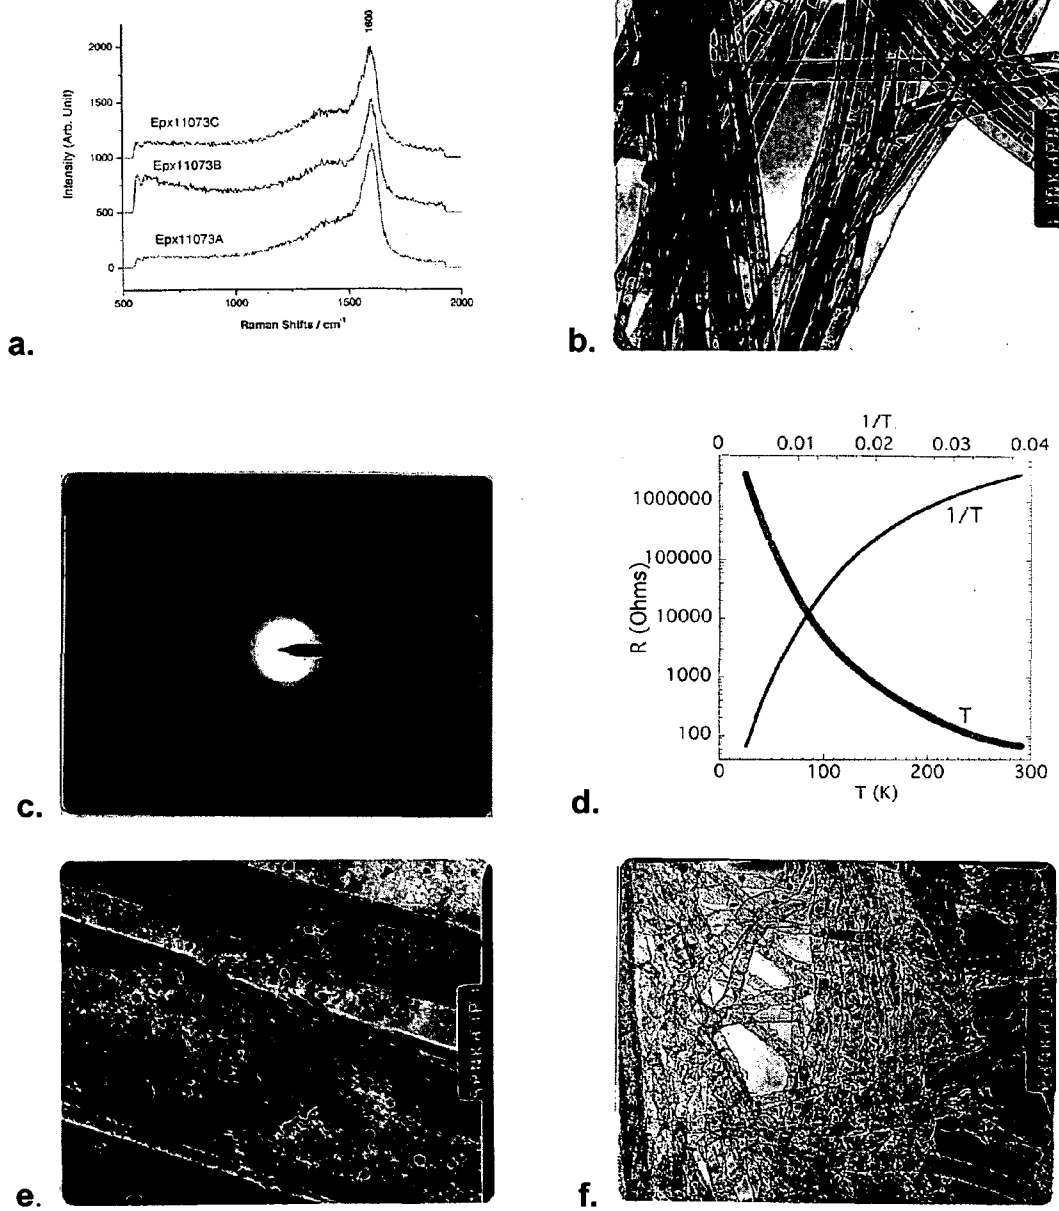 1600
2000
1500
1000
500
0
Intensity (Arb. Unit)
Epx11073C
Epx11073B
Epx11073A
500 1000 1500 2000
Raman Shifts / cm-1
a.
b.
c.
1/T
0 0.01 0.02 0.03 0.04
1000000
100000
10000
1000
100
R (Ohms)
1/T
T
0 100 200 300
T (K)
d.
e.
f.